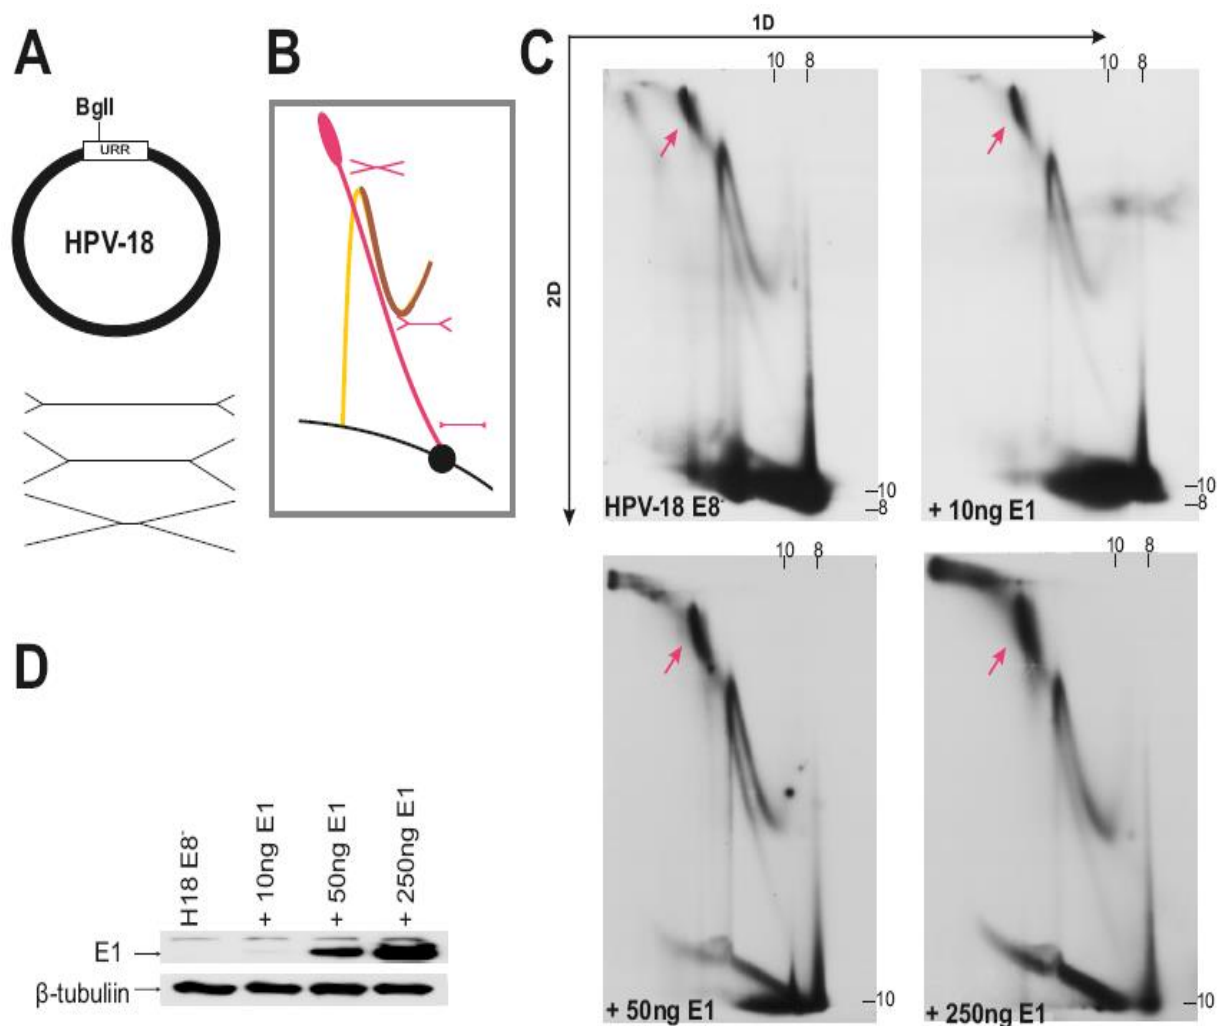 A
BglI
URR
HPV-18
B
C
1D
2D
10 8
10 8
HPV-18 E8-
–10
–8
+ 10ng E1
–10
–8
10 8
10 8
+ 50ng E1
–10
+ 250ng E1
–10
D
H18 E8-
+ 10ng E1
+ 50ng E1
+ 250ng E1
E1
β-tubuliin